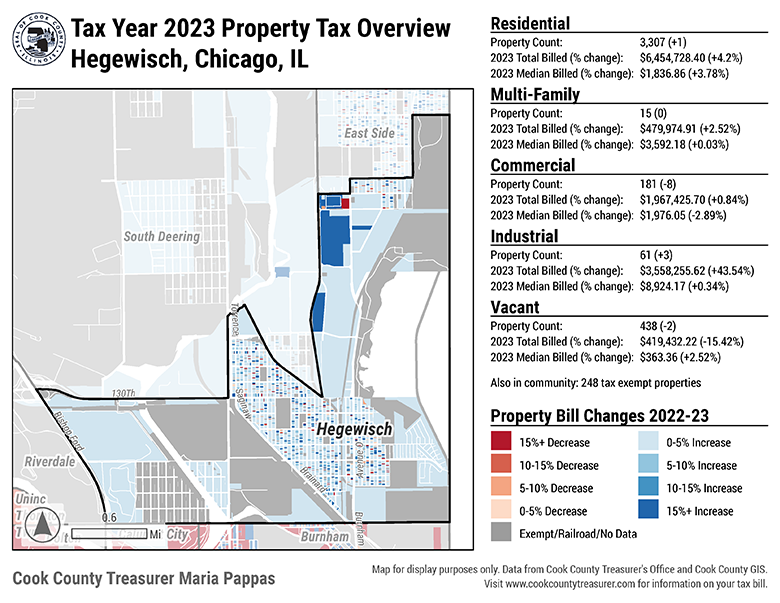 SEAL OF COOK COUNTY
ILLINOIS
Tax Year 2023 Property Tax Overview
Hegewisch, Chicago, IL
East Side
South Deering
Torrence
130Th
Saginaw
Bishop Ford
Hegewisch
Avenue O
Brainard
Riverdale
Uninc
0.6
Mi
City
Burnham
Burnham
Residential
Property Count: 3,307 (+1)
2023 Total Billed (% change): $6,454,728.40 (+4.2%)
2023 Median Billed (% change): $1,836.86 (+3.78%)
Multi-Family
Property Count: 15 (0)
2023 Total Billed (% change): $479,974.91 (+2.52%)
2023 Median Billed (% change): $3,592.18 (+0.03%)
Commercial
Property Count: 181 (-8)
2023 Total Billed (% change): $1,967,425.70 (+0.84%)
2023 Median Billed (% change): $1,976.05 (-2.89%)
Industrial
Property Count: 61 (+3)
2023 Total Billed (% change): $3,558,255.62 (+43.54%)
2023 Median Billed (% change): $8,924.17 (+0.34%)
Vacant
Property Count: 438 (-2)
2023 Total Billed (% change): $419,432.22 (-15.42%)
2023 Median Billed (% change): $363.36 (+2.52%)
Also in community: 248 tax exempt properties
Property Bill Changes 2022-23
15%+ Decrease 0-5% Increase
10-15% Decrease 5-10% Increase
5-10% Decrease 10-15% Increase
0-5% Decrease 15%+ Increase
Exempt/Railroad/No Data
Cook County Treasurer Maria Pappas
Map for display purposes only. Data from Cook County Treasurer's Office and Cook County GIS.
Visit www.cookcountytreasurer.com for information on your tax bill.